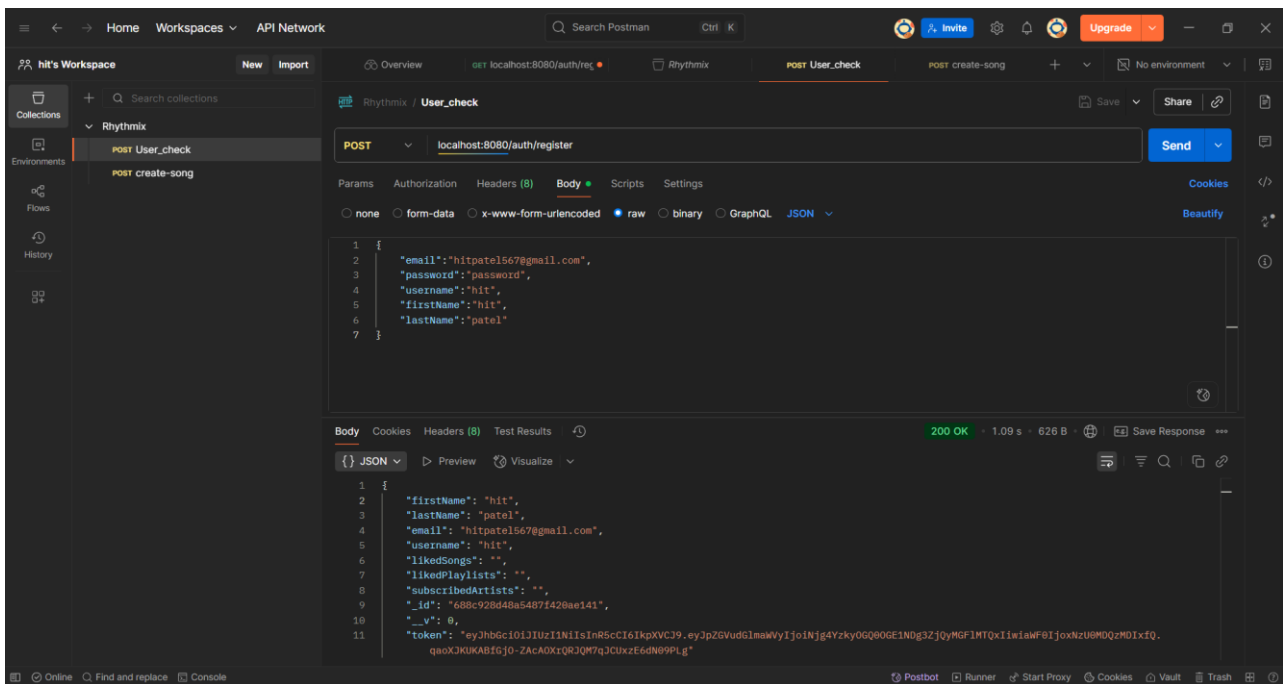 Home Workspaces API Network Search Postman Ctrl K Invite Upgrade
hit's Workspace New Import Overview GET localhost:8080/auth/reg Rhythmix POST User_check POST create-song No environment
Collections
Environments
Flows
History
Search collections
Rhythmix
POST User_check
POST create-song
HTTP Rhythmix / User_check Save Share
POST localhost:8080/auth/register Send
Params Authorization Headers (8) Body Scripts Settings Cookies
none form-data x-www-form-urlencoded raw binary GraphQL JSON Beautify
1 {
2 "email":"hitpatel567@gmail.com",
3 "password":"password",
4 "username":"hit",
5 "firstName":"hit",
6 "lastName":"patel"
7 }
Body Cookies Headers (8) Test Results 200 OK 1.09 s 626 B Save Response
{} JSON Preview Visualize
1 {
2 "firstName": "hit",
3 "lastName": "patel",
4 "email": "hitpatel567@gmail.com",
5 "username": "hit",
6 "likedSongs": "",
7 "likedPlaylists": "",
8 "subscribedArtists": "",
9 "_id": "688c928d48a5487f420ae141",
10 "__v": 0,
11 "token": "eyJhbGciOiJIUzI1NiIsInR5cCI6IkpXVCJ9.eyJpZGVudGlmaWVyIjoiNjg4YzkyOGQ0OGE1NDg3ZjQyMGFlMTQxIiwiaWF0IjoxNzU0MDQzMDIxfQ.
qaoXJKUKABfGjO-ZAcAOXrQRJQM7qJCUxzE6dN09PLg"
Online Find and replace Console Postbot Runner Start Proxy Cookies Vault Trash